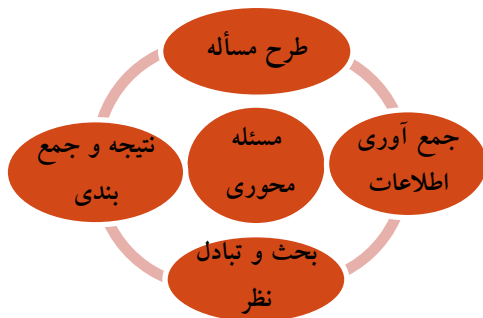 طرح مسأله
جمع آوری
اطلاعات
بحث و تبادل
نظر
نتیجه و جمع
بندی
مسئله
محوری